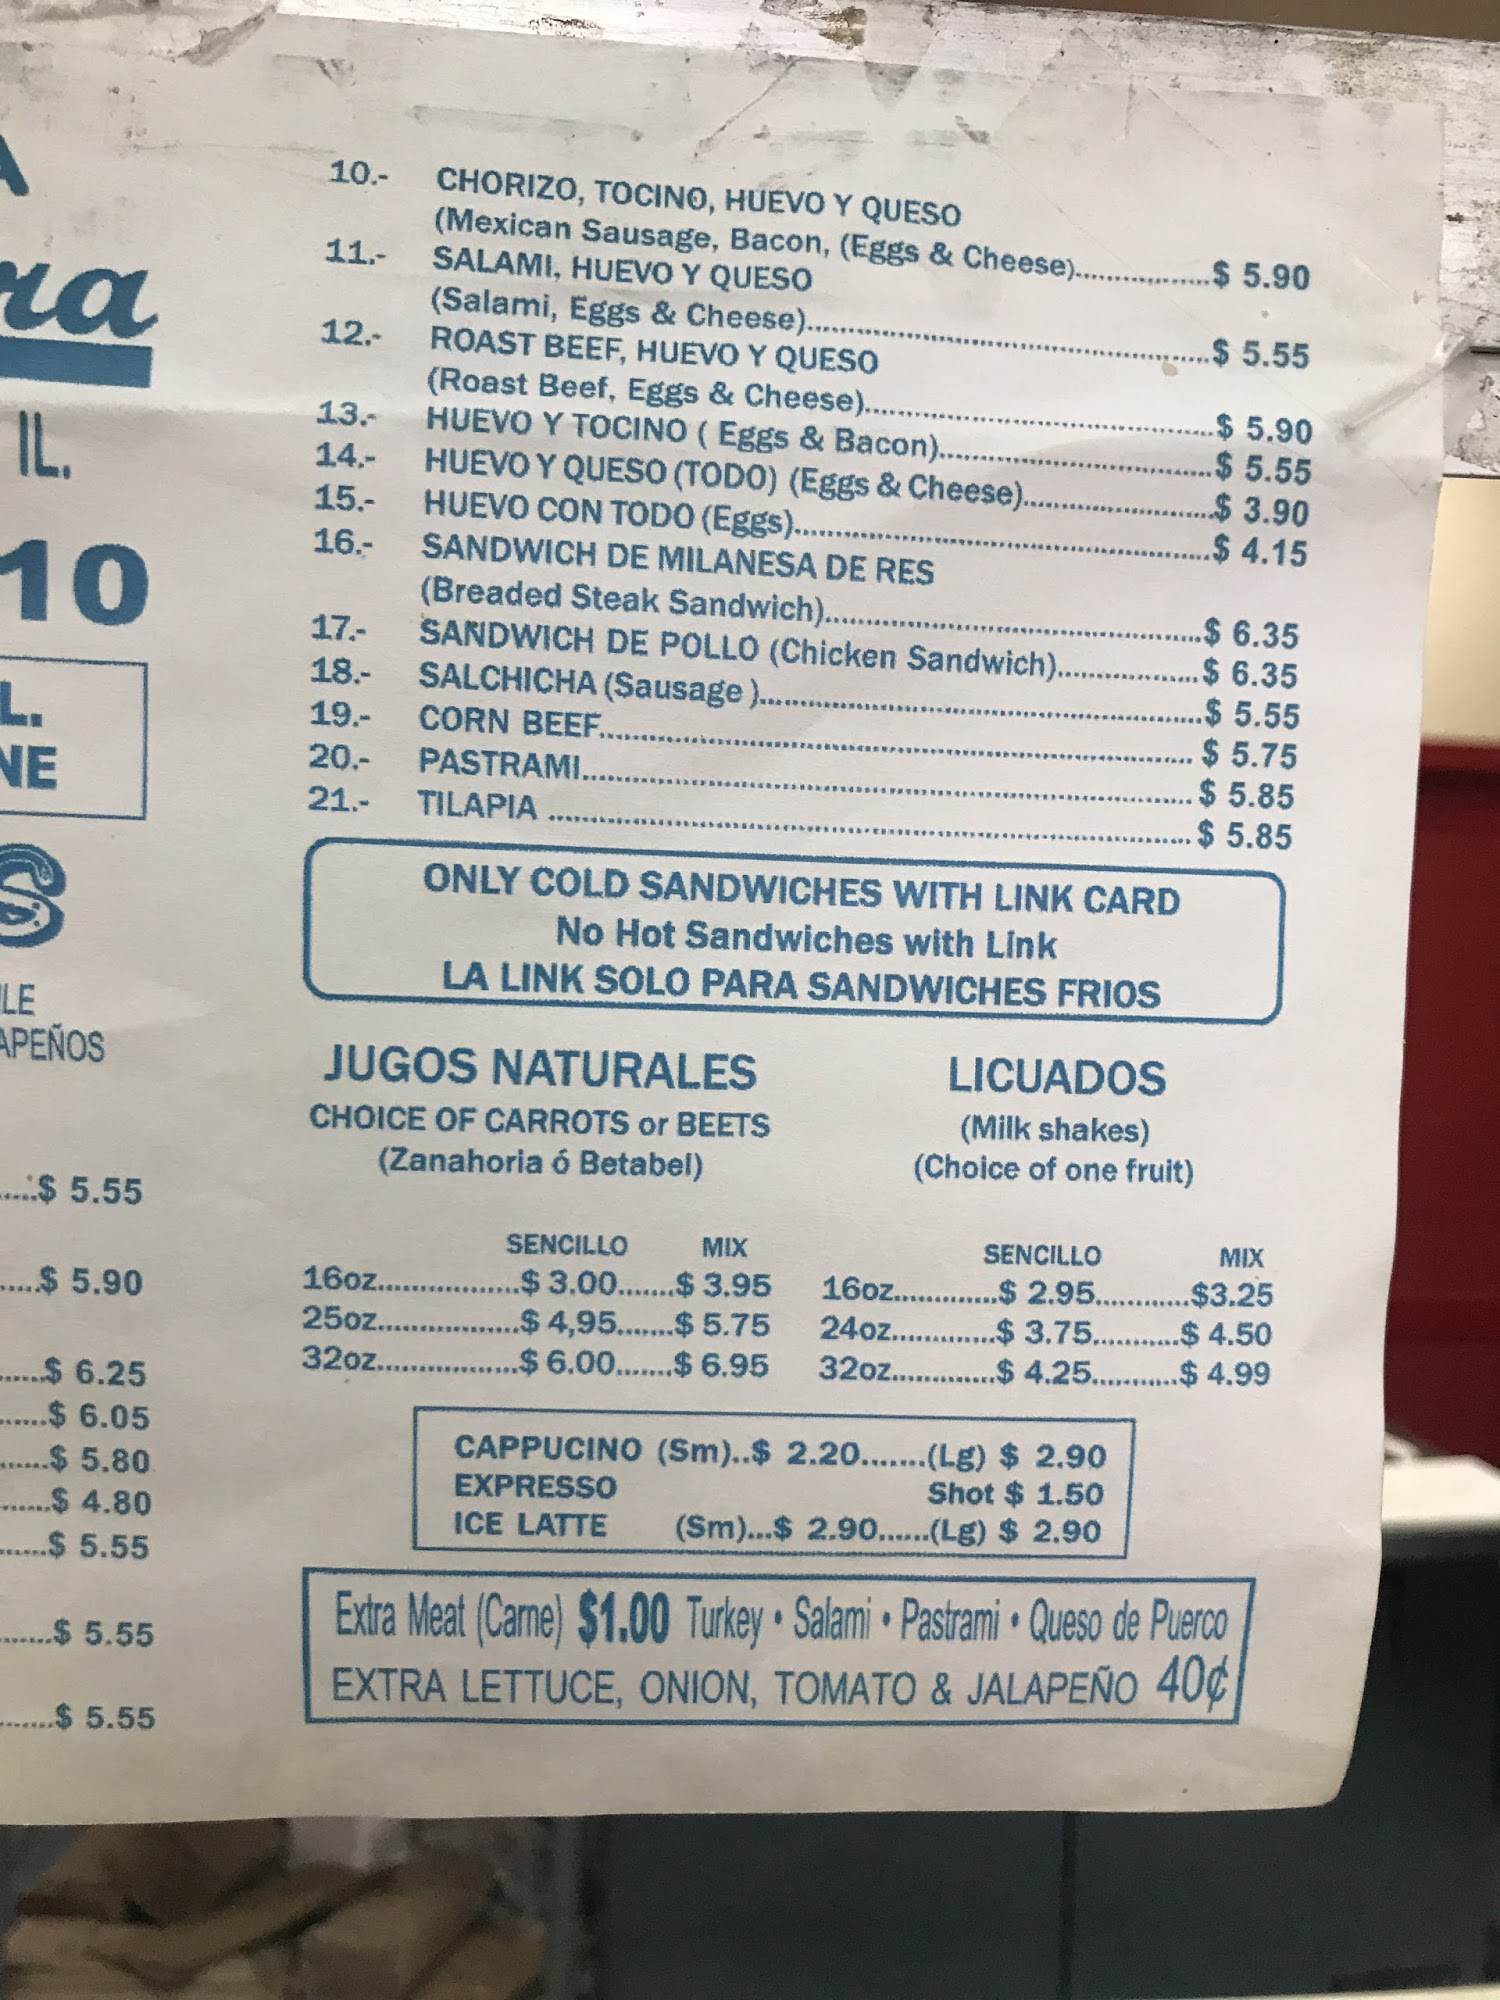 A
ra
IL.
10
L.
NE
S
LE
APEÑOS
.....$ 5.55
.....$ 5.90
......$ 6.25
......$ 6.05
......$ 5.80
......$ 4.80
......$ 5.55
.......$ 5.55
.......$ 5.55
10.- CHORIZO, TOCINO, HUEVO Y QUESO
(Mexican Sausage, Bacon, (Eggs & Cheese)................$ 5.90
11.- SALAMI, HUEVO Y QUESO
(Salami, Eggs & Cheese)................$ 5.55
12.- ROAST BEEF, HUEVO Y QUESO
(Roast Beef, Eggs & Cheese)................$ 5.90
13.- HUEVO Y TOCINO ( Eggs & Bacon)................$ 5.55
14.- HUEVO Y QUESO (TODO) (Eggs & Cheese)................$ 3.90
15.- HUEVO CON TODO (Eggs)................$ 4.15
16.- SANDWICH DE MILANESA DE RES
(Breaded Steak Sandwich)................$ 6.35
17.- SANDWICH DE POLLO (Chicken Sandwich)................$ 6.35
18.- SALCHICHA (Sausage )................$ 5.55
19.- CORN BEEF................ $ 5.75
20.- PASTRAMI................ $ 5.85
21.- TILAPIA ................ $ 5.85
ONLY COLD SANDWICHES WITH LINK CARD
No Hot Sandwiches with Link
LA LINK SOLO PARA SANDWICHES FRIOS
JUGOS NATURALES
CHOICE OF CARROTS or BEETS
(Zanahoria ó Betabel)
SENCILLO MIX
16oz..................$ 3.00.......$ 3.95
25oz..................$ 4,95.......$ 5.75
32oz..................$ 6.00.......$ 6.95
LICUADOS
(Milk shakes)
(Choice of one fruit)
SENCILLO MIX
16oz.............$ 2.95............$3.25
24oz.............$ 3.75...........$ 4.50
32oz.............$ 4.25...........$ 4.99
CAPPUCINO (Sm)..$ 2.20.......(Lg) $ 2.90
EXPRESSO Shot $ 1.50
ICE LATTE (Sm)...$ 2.90......(Lg) $ 2.90
Extra Meat (Carne) $1.00 Turkey • Salami • Pastrami • Queso de Puerco
EXTRA LETTUCE, ONION, TOMATO & JALAPEÑO 40¢